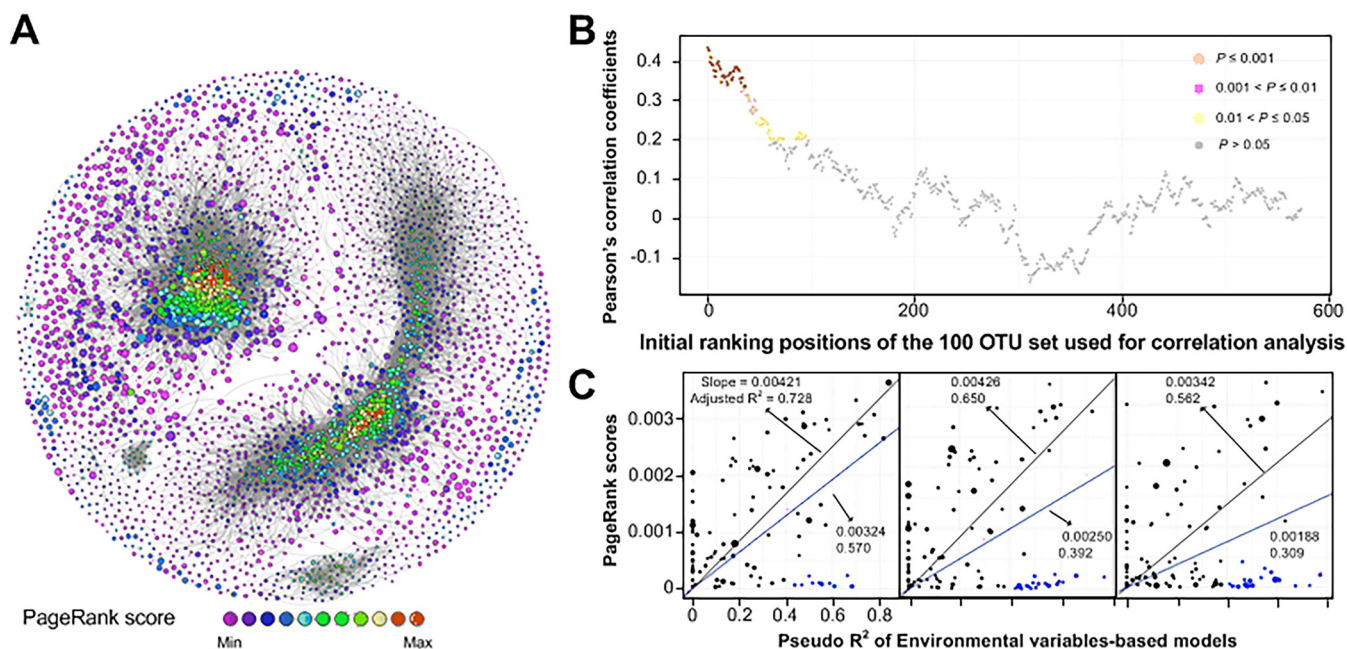 A
PageRank score
Min
Max
B
Pearson's correlation coefficients
0.4
0.3
0.2
0.1
0
-0.1
P ≤ 0.001
0.001 < P ≤ 0.01
0.01 < P ≤ 0.05
P > 0.05
0
200
400
600
Initial ranking positions of the 100 OTU set used for correlation analysis
C
PageRank scores
0.003
0.002
0.001
0
Slope = 0.00421
Adjusted R² = 0.728
0.00324
0.570
0.00426
0.650
0.00250
0.392
0.00342
0.562
0.00188
0.309
0
0.2
0.4
0.6
0.8
Pseudo R² of Environmental variables-based models